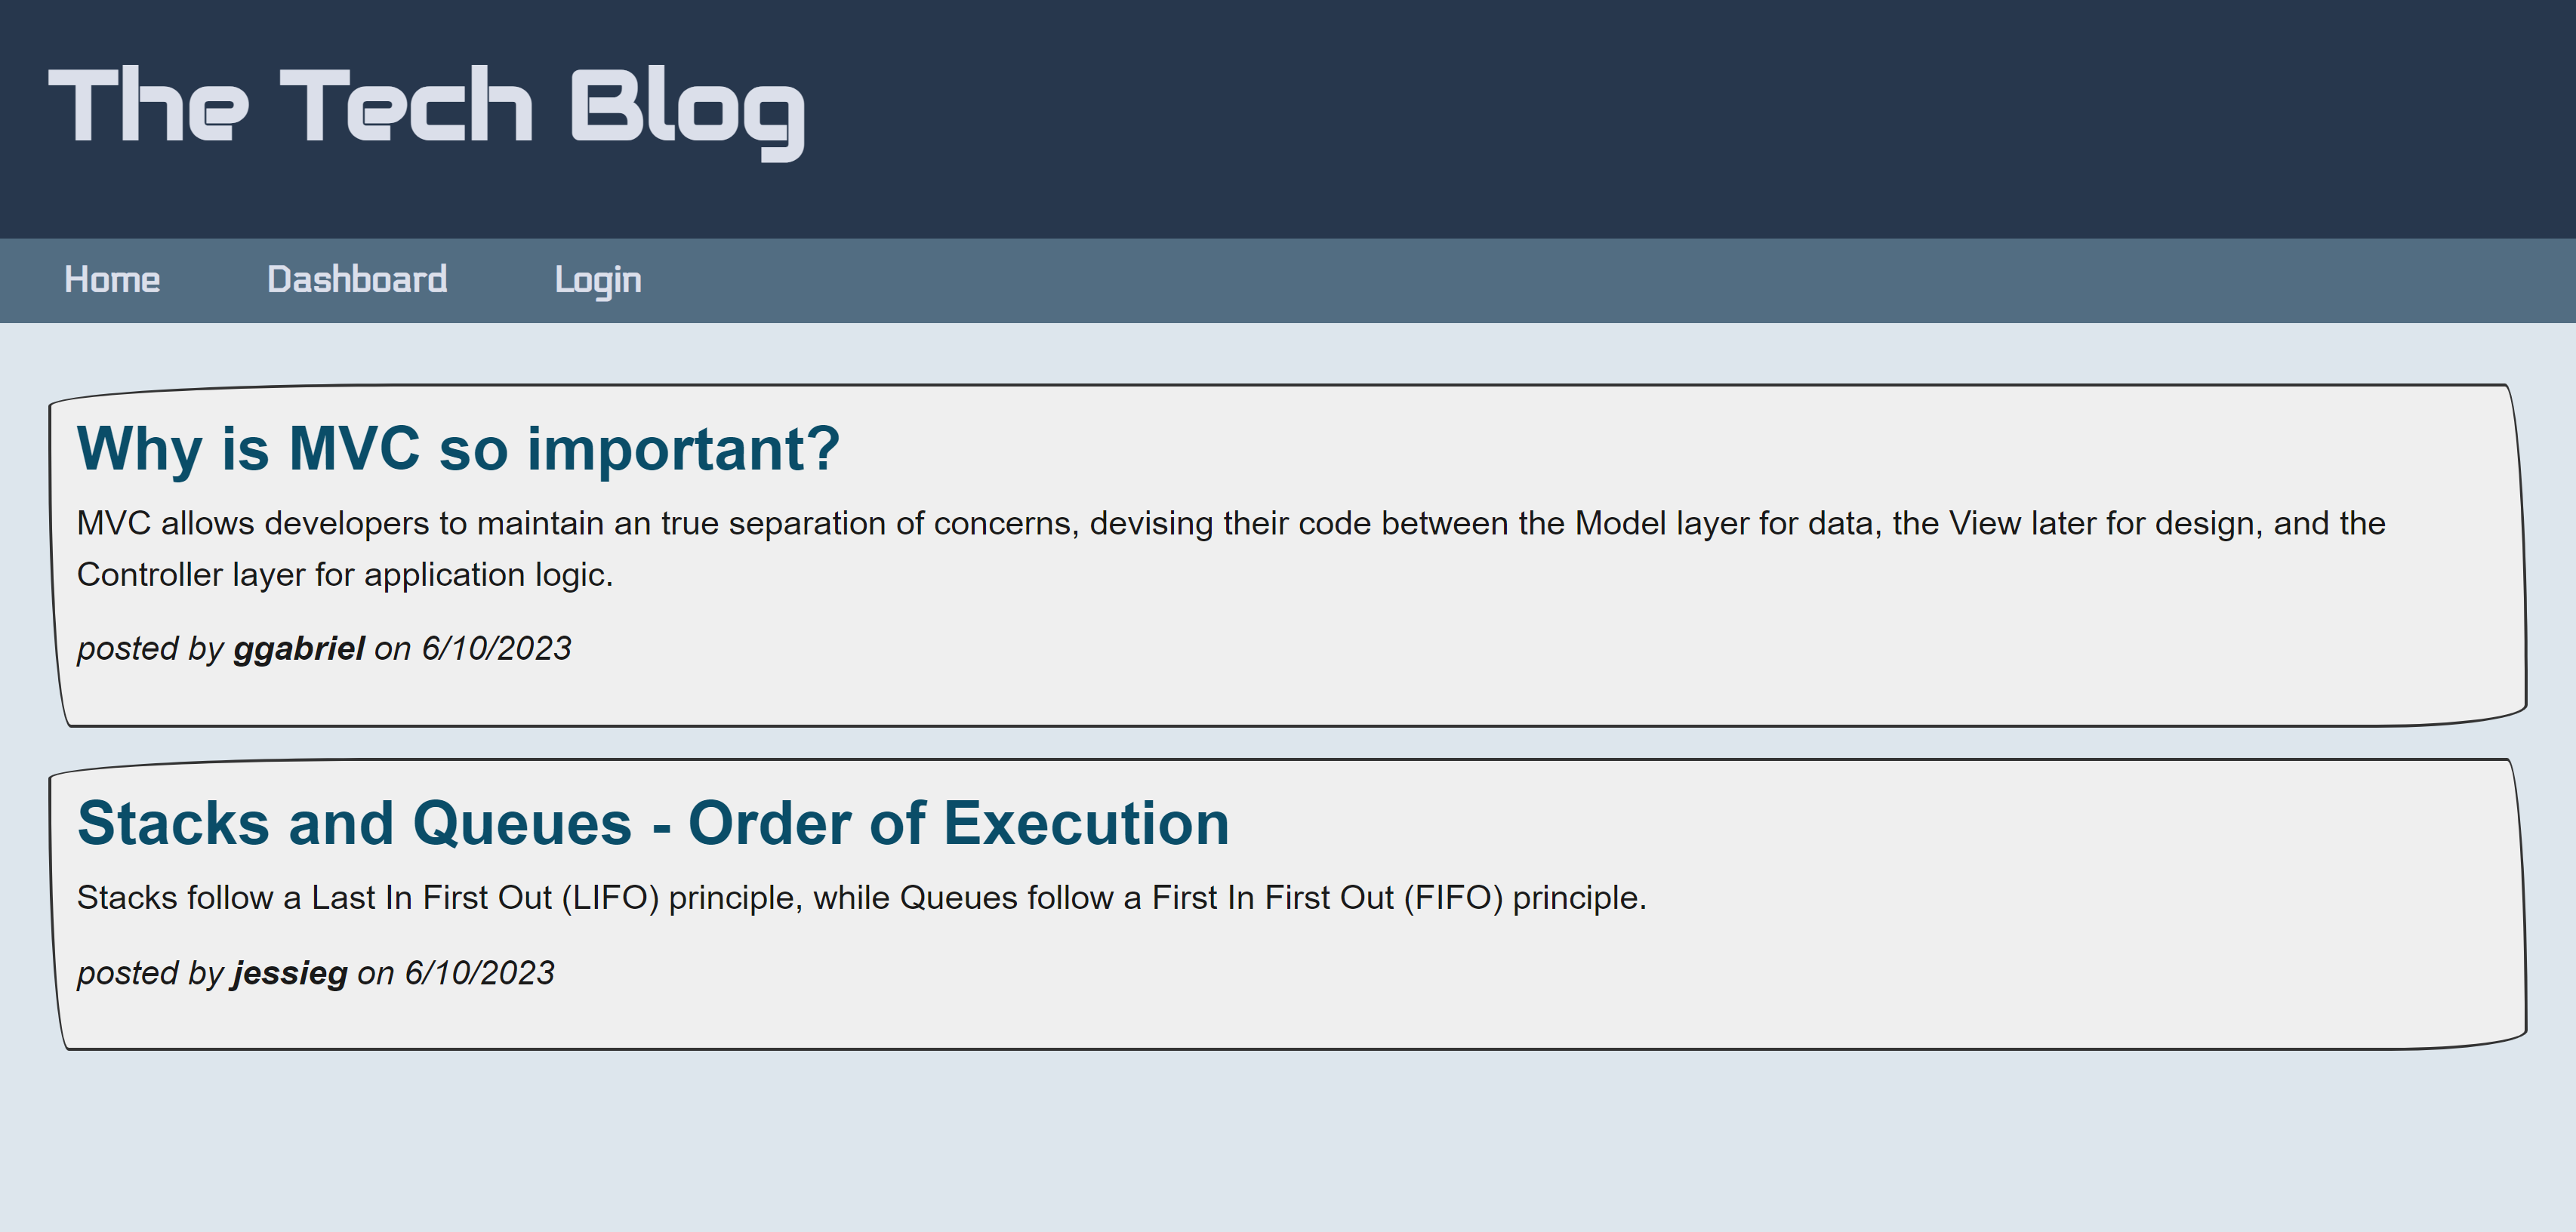 The Tech Blog
Home Dashboard Login
Why is MVC so important?
MVC allows developers to maintain an true separation of concerns, devising their code between the Model layer for data, the View later for design, and the
Controller layer for application logic.
posted by ggabriel on 6/10/2023
Stacks and Queues - Order of Execution
Stacks follow a Last In First Out (LIFO) principle, while Queues follow a First In First Out (FIFO) principle.
posted by jessieg on 6/10/2023